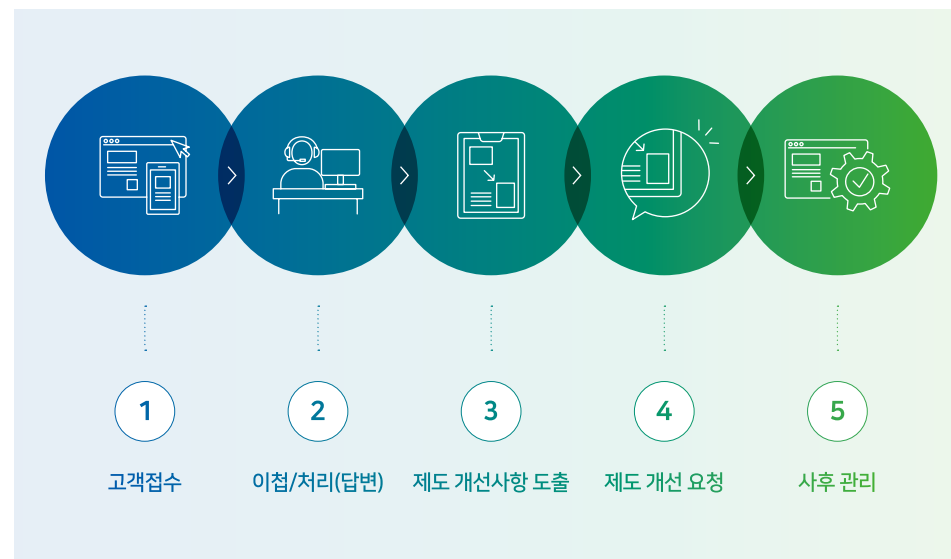 1
2
3
4
5
고객접수
이첩/처리(답변)
제도 개선사항 도출
제도 개선 요청
사후 관리